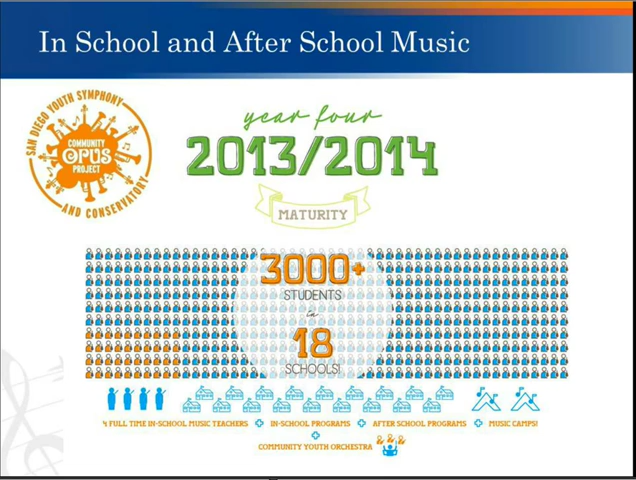 In School and After School Music
SAN DIEGO YOUTH SYMPHONY
COMMUNITY
OPUS
PROJECT
AND CONSERVATORY
year four
2013/2014
MATURITY
3000+
STUDENTS
in
18
SCHOOLS!
4 FULL TIME IN-SCHOOL MUSIC TEACHERS + IN-SCHOOL PROGRAMS + AFTER SCHOOL PROGRAMS + MUSIC CAMPS!
+
COMMUNITY YOUTH ORCHESTRA